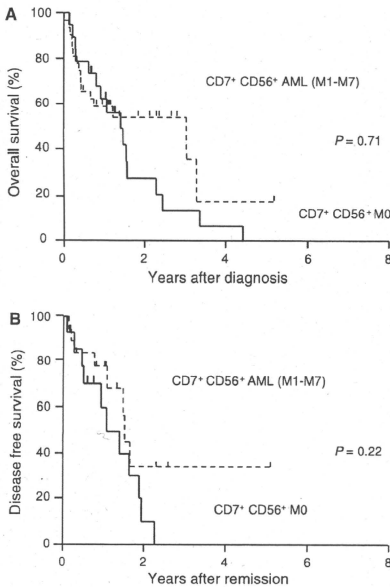 A
Overall survival (%)
100
80
60
40
20
0
CD7⁺ CD56⁺ AML (M1-M7)
P = 0.71
CD7⁺ CD56⁺ M0
0 2 4 6 8
Years after diagnosis
B
Disease free survival (%)
100
80
60
40
20
0
CD7⁺ CD56⁺ AML (M1-M7)
P = 0.22
CD7⁺ CD56⁺ M0
0 2 4 6 8
Years after remission